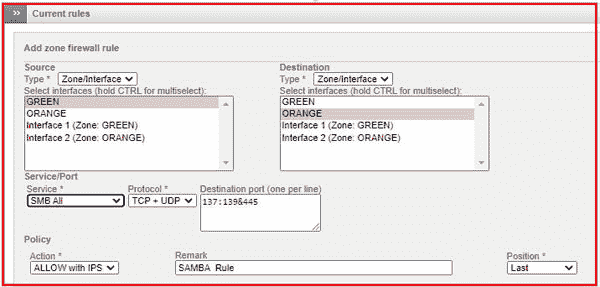 » Current rules
Add zone firewall rule
Source Destination
Type * Zone/Interface Type * Zone/Interface
Select interfaces (hold CTRL for multiselect): Select interfaces (hold CTRL for multiselect):
GREEN GREEN
ORANGE ORANGE
Interface 1 (Zone: GREEN) Interface 1 (Zone: GREEN)
Interface 2 (Zone: ORANGE) Interface 2 (Zone: ORANGE)
Service/Port
Service * Protocol * Destination port (one per line)
SMB All TCP + UDP 137:139&445
Policy
Action * Remark Position *
ALLOW with IPS SAMBA Rule Last